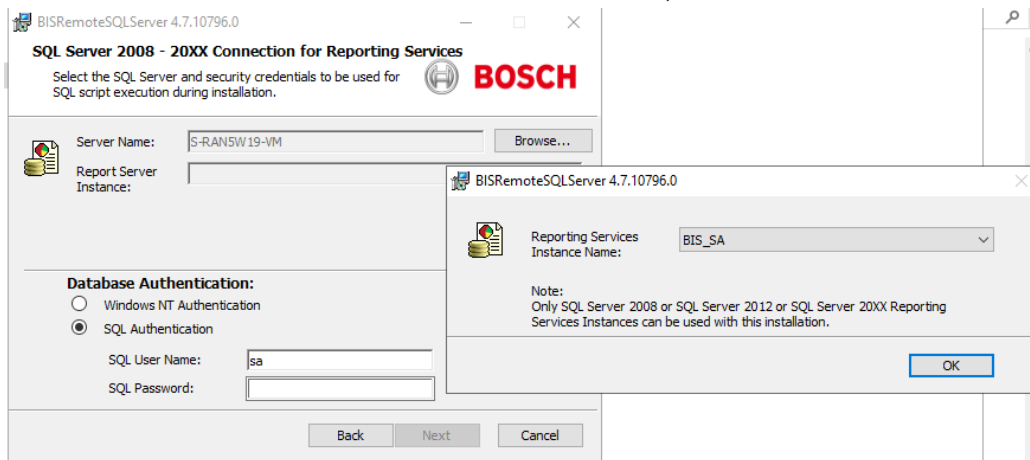 BISRemoteSQLServer 4.7.10796.0
SQL Server 2008 - 20XX Connection for Reporting Services
Select the SQL Server and security credentials to be used for
SQL script execution during installation.
BOSCH
Server Name:
S-RAN5W19-VM
Browse...
Report Server
Instance:
Database Authentication:
Windows NT Authentication
SQL Authentication
SQL User Name:
sa
SQL Password:
Back
Next
Cancel
BISRemoteSQLServer 4.7.10796.0
Reporting Services
Instance Name:
BIS_SA
Note:
Only SQL Server 2008 or SQL Server 2012 or SQL Server 20XX Reporting
Services Instances can be used with this installation.
OK